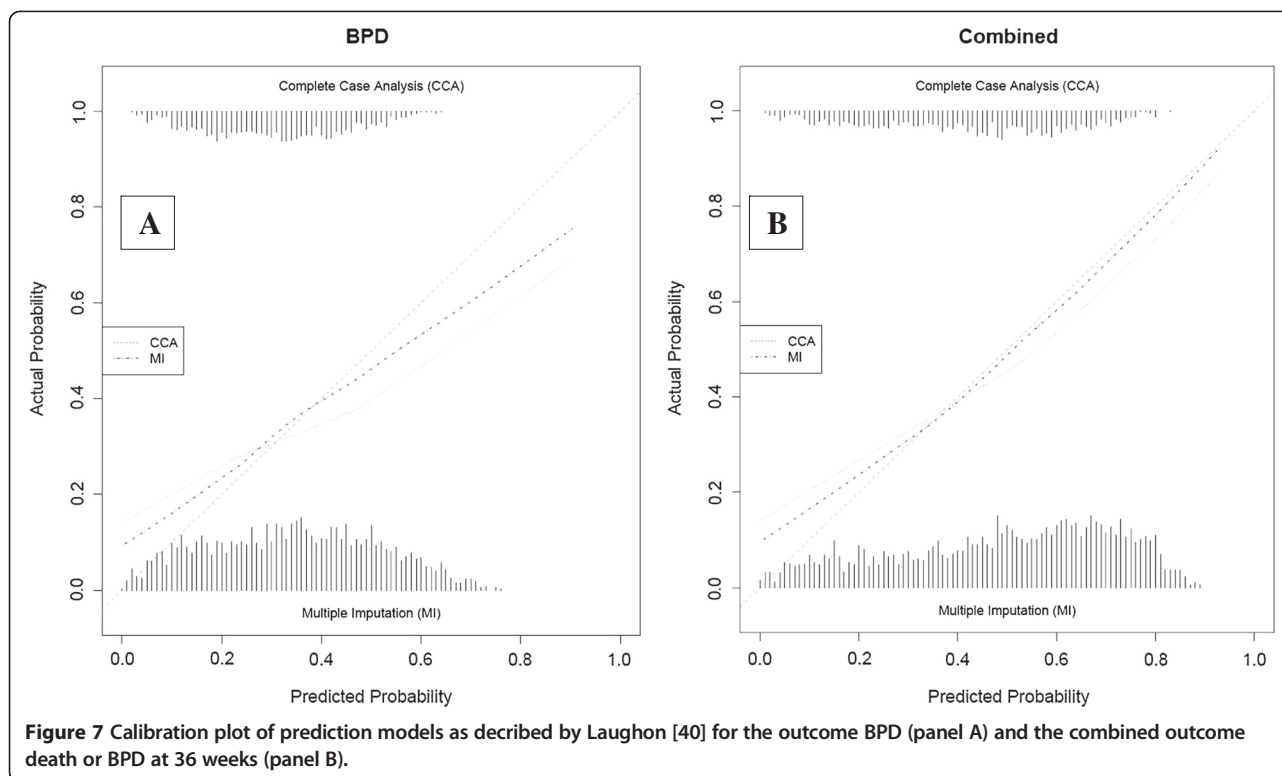 BPD
Complete Case Analysis (CCA)
A
CCA
MI
Multiple Imputation (MI)
Actual Probability
0.0 0.2 0.4 0.6 0.8 1.0
0.0 0.2 0.4 0.6 0.8 1.0
Predicted Probability
Combined
Complete Case Analysis (CCA)
B
CCA
MI
Multiple Imputation (MI)
Actual Probability
0.0 0.2 0.4 0.6 0.8 1.0
0.0 0.2 0.4 0.6 0.8 1.0
Predicted Probability
Figure 7 Calibration plot of prediction models as decribed by Laughon [40] for the outcome BPD (panel A) and the combined outcome
death or BPD at 36 weeks (panel B).